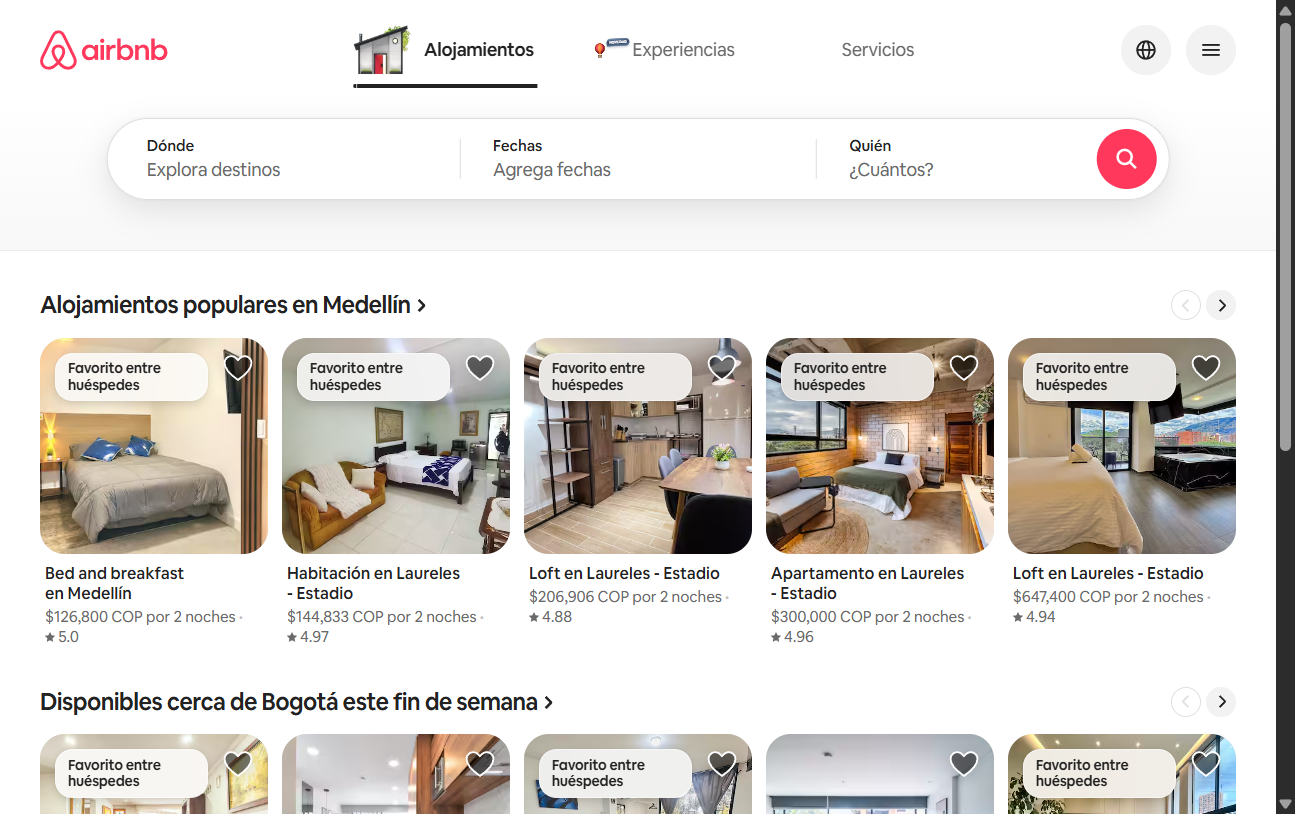 airbnb
Alojamientos
Experiencias
Servicios
Dónde
Explora destinos
Fechas
Agrega fechas
Quién
¿Cuántos?
Alojamientos populares en Medellín
Favorito entre
huéspedes
Favorito entre
huéspedes
Favorito entre
huéspedes
Favorito entre
huéspedes
Favorito entre
huéspedes
Bed and breakfast
en Medellín
$126,800 COP por 2 noches ·
★ 5.0
Habitación en Laureles
- Estadio
$144,833 COP por 2 noches ·
★ 4.97
Loft en Laureles - Estadio
$206,906 COP por 2 noches ·
★ 4.88
Apartamento en Laureles
- Estadio
$300,000 COP por 2 noches ·
★ 4.96
Loft en Laureles - Estadio
$647,400 COP por 2 noches ·
★ 4.94
Disponibles cerca de Bogotá este fin de semana
Favorito entre
huéspedes
Favorito entre
huéspedes
Favorito entre
huéspedes